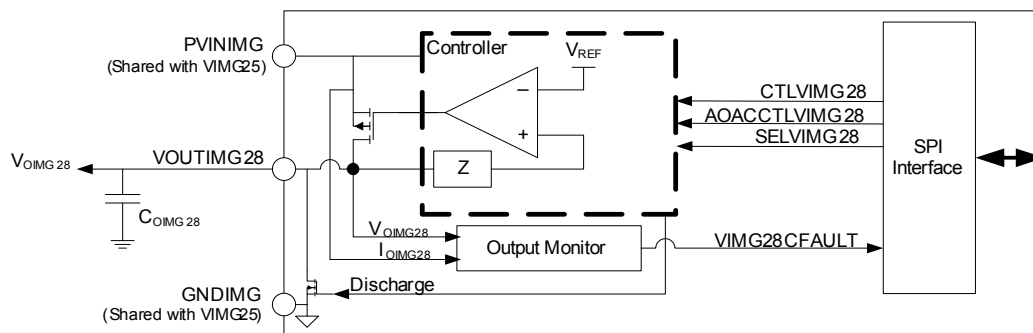 PVINIMG
(Shared with VIMG25)
Controller
VREF
−
+
Z
CTLVIMG28
AOACCTLVIMG28
SELVIMG28
SPI
Interface
VOIMG28
VOUTIMG28
COIMG28
VOIMG28
IOIMG28
Output Monitor
VIMG28CFAULT
Discharge
GNDIMG
(Shared with VIMG25)